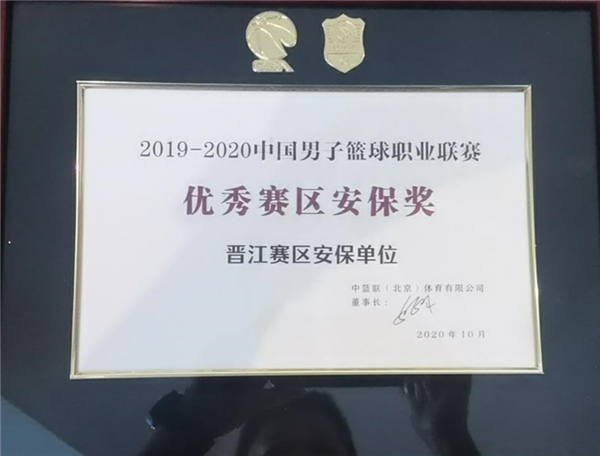 2019-2020中国男子篮球职业联赛
优秀赛区安保奖
晋江赛区安保单位
中篮联（北京）体育有限公司
董事长：
2020年10月